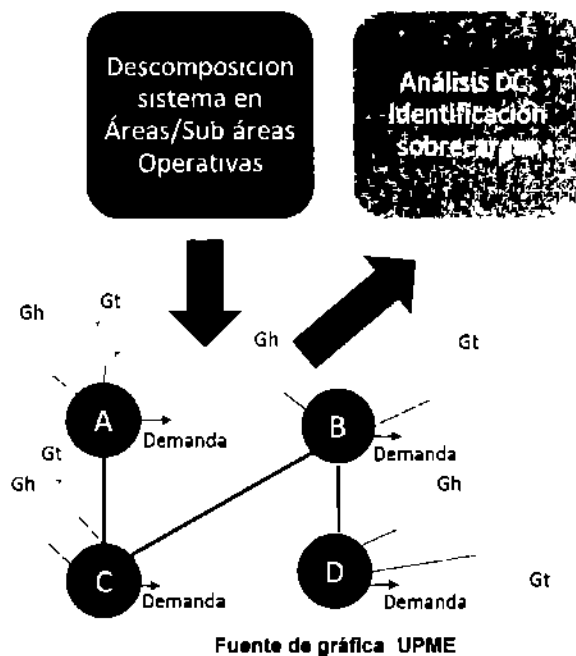 Descomposicion
sistema en
Áreas/Sub áreas
Operativas
Análisis DC.
Identificación
sobrecargas
Gh
Gt
Gh
Gt
A
Demanda
B
Demanda
Gt
Gh
Gh
C
Demanda
D
Demanda
Gt
Fuente de gráfica UPME